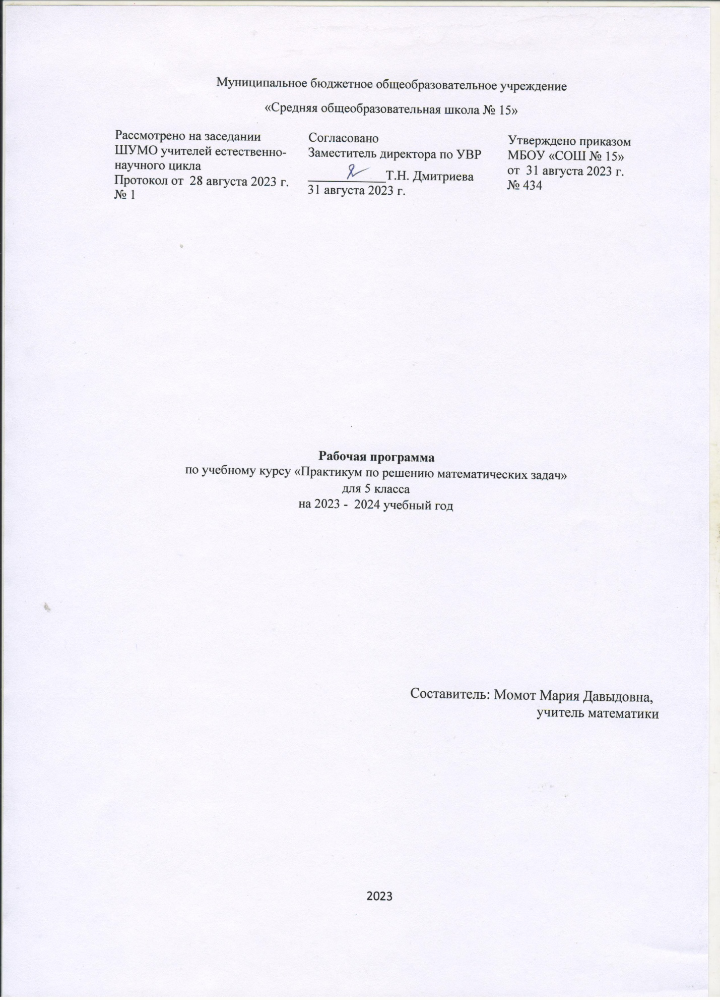 Муниципальное бюджетное общеобразовательное учреждение
«Средняя общеобразовательная школа № 15»
Рассмотрено на заседании
ШУМО учителей естественно-
научного цикла
Протокол от 28 августа 2023 г.
№ 1
Согласовано
Заместитель директора по УВР
____________Т.Н. Дмитриева
31 августа 2023 г.
Утверждено приказом
МБОУ «СОШ № 15»
от 31 августа 2023 г.
№ 434
Рабочая программа
по учебному курсу «Практикум по решению математических задач»
для 5 класса
на 2023 - 2024 учебный год
Составитель: Момот Мария Давыдовна,
учитель математики
2023